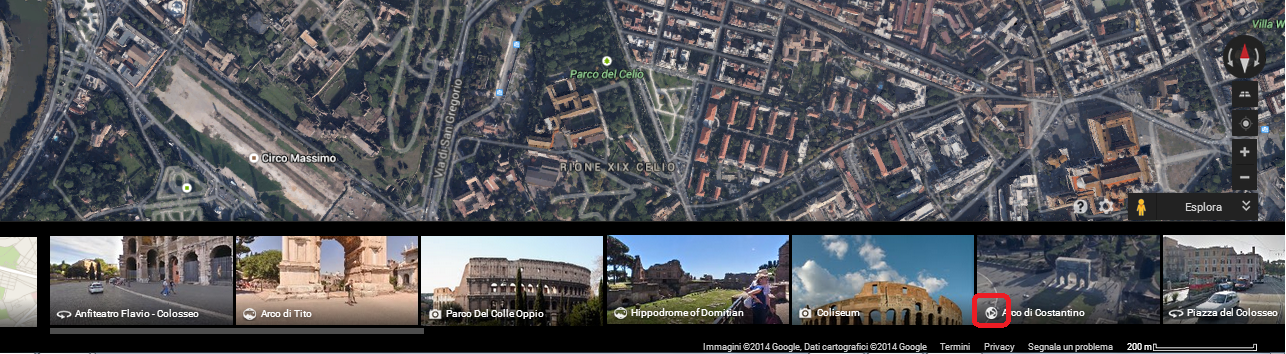 Villa W
Parco del Celio
Via di San Gregorio
Circo Massimo
RIONE XIX CELIO
Esplora
Anfiteatro Flavio - Colosseo
Arco di Tito
Parco Del Colle Oppio
Hippodrome of Domitian
Coliseum
Arco di Costantino
Piazza del Colosseo
Immagini ©2014 Google, Dati cartografici ©2014 Google Termini Privacy Segnala un problema 200 m